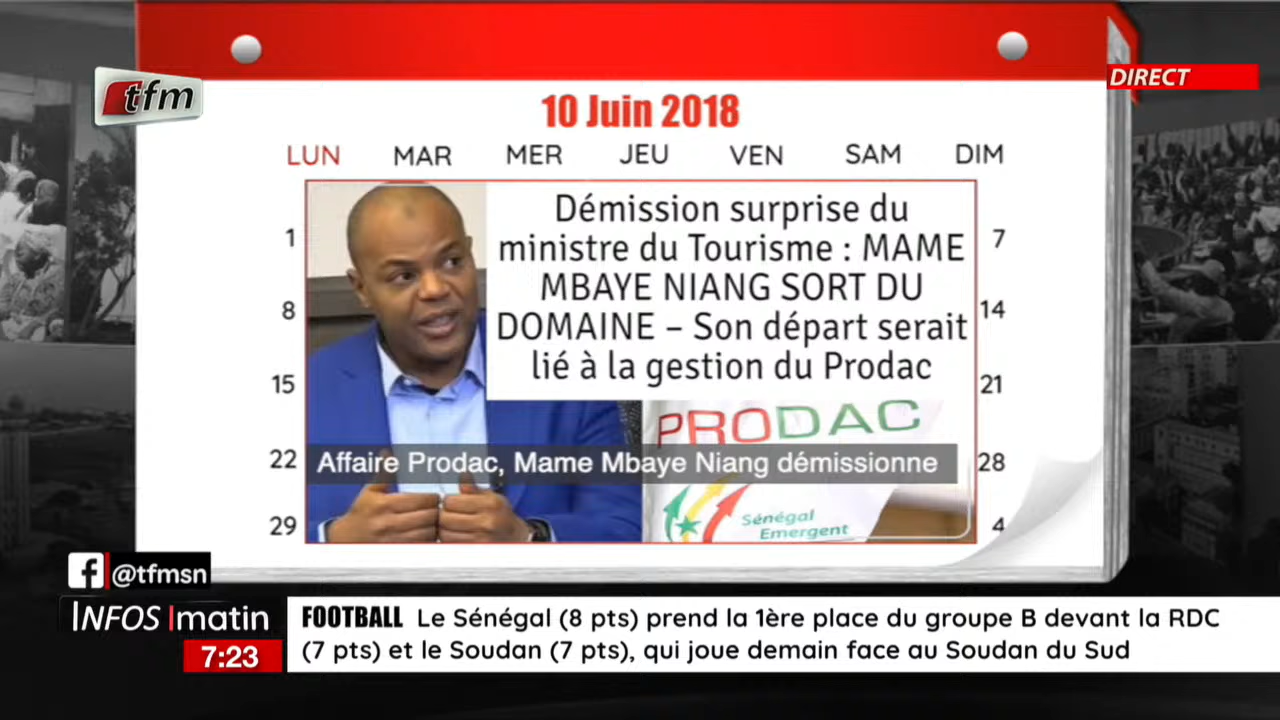 tfm
DIRECT
10 Juin 2018
LUN MAR MER JEU VEN SAM DIM
1
7
8
14
15
21
22
28
29
4
Démission surprise du
ministre du Tourisme : MAME
MBAYE NIANG SORT DU
DOMAINE – Son départ serait
lié à la gestion du Prodac
PRODAC
Affaire Prodac, Mame Mbaye Niang démissionne
Sénégal
Emergent
f @tfmsn
INFOS matin
7:23
FOOTBALL Le Sénégal (8 pts) prend la 1ère place du groupe B devant la RDC
(7 pts) et le Soudan (7 pts), qui joue demain face au Soudan du Sud